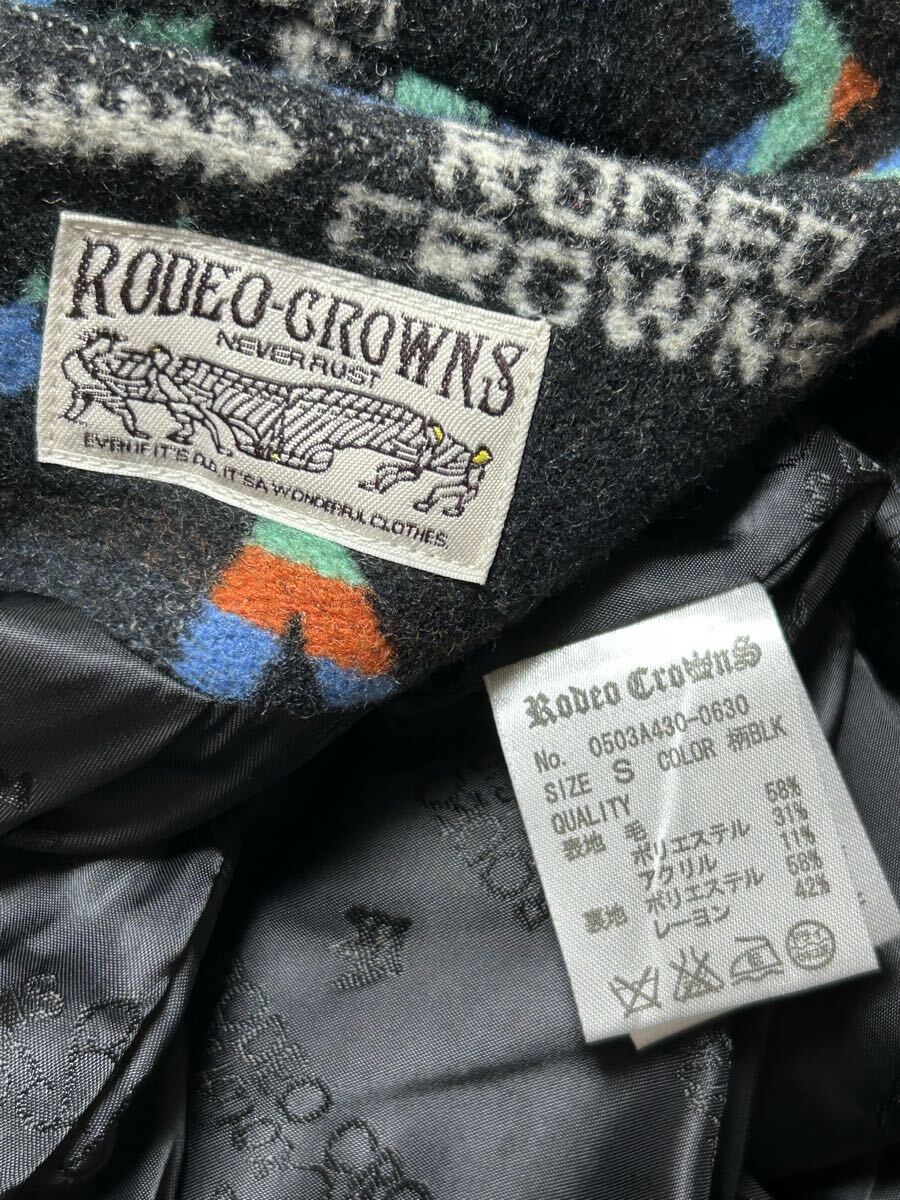 RODEO
CROWNS
RODEO-CROWNS
NEVER RUST
EVEN IF IT'S OLD, IT'S A WONDERFUL CLOTHES.
Rodeo Crowns
No. 0503A430-0630
SIZE S COLOR 柄BLK
QUALITY
表地 毛 58%
ポリエステル 31%
アクリル 11%
裏地 ポリエステル 58%
レーヨン 42%